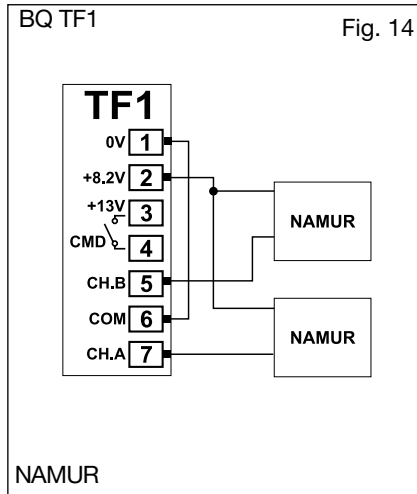 BQ TF1
Fig. 14
TF1
0V 1
+8.2V 2
+13V 3
CMD 4
CH.B 5
COM 6
CH.A 7
NAMUR
NAMUR
NAMUR